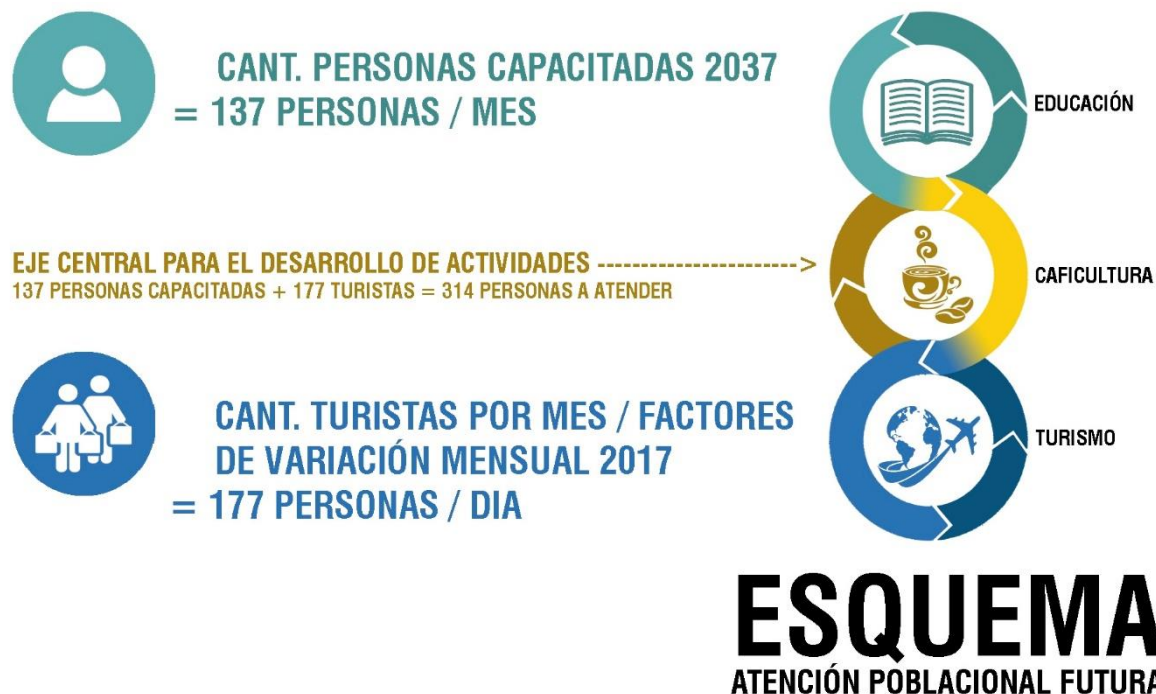 CANT. PERSONAS CAPACITADAS 2037
= 137 PERSONAS / MES
EDUCACIÓN
EJE CENTRAL PARA EL DESARROLLO DE ACTIVIDADES ----------------------->
137 PERSONAS CAPACITADAS + 177 TURISTAS = 314 PERSONAS A ATENDER
CAFICULTURA
CANT. TURISTAS POR MES / FACTORES
DE VARIACIÓN MENSUAL 2017
= 177 PERSONAS / DIA
TURISMO
ESQUEMA
ATENCIÓN POBLACIONAL FUTURA